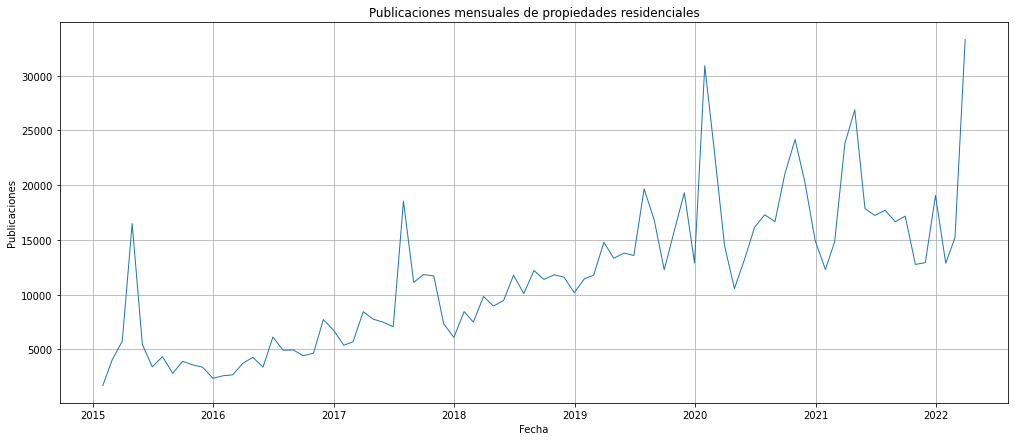 Publicaciones mensuales de propiedades residenciales
Publicaciones
30000
25000
20000
15000
10000
5000
2015 2016 2017 2018 2019 2020 2021 2022
Fecha